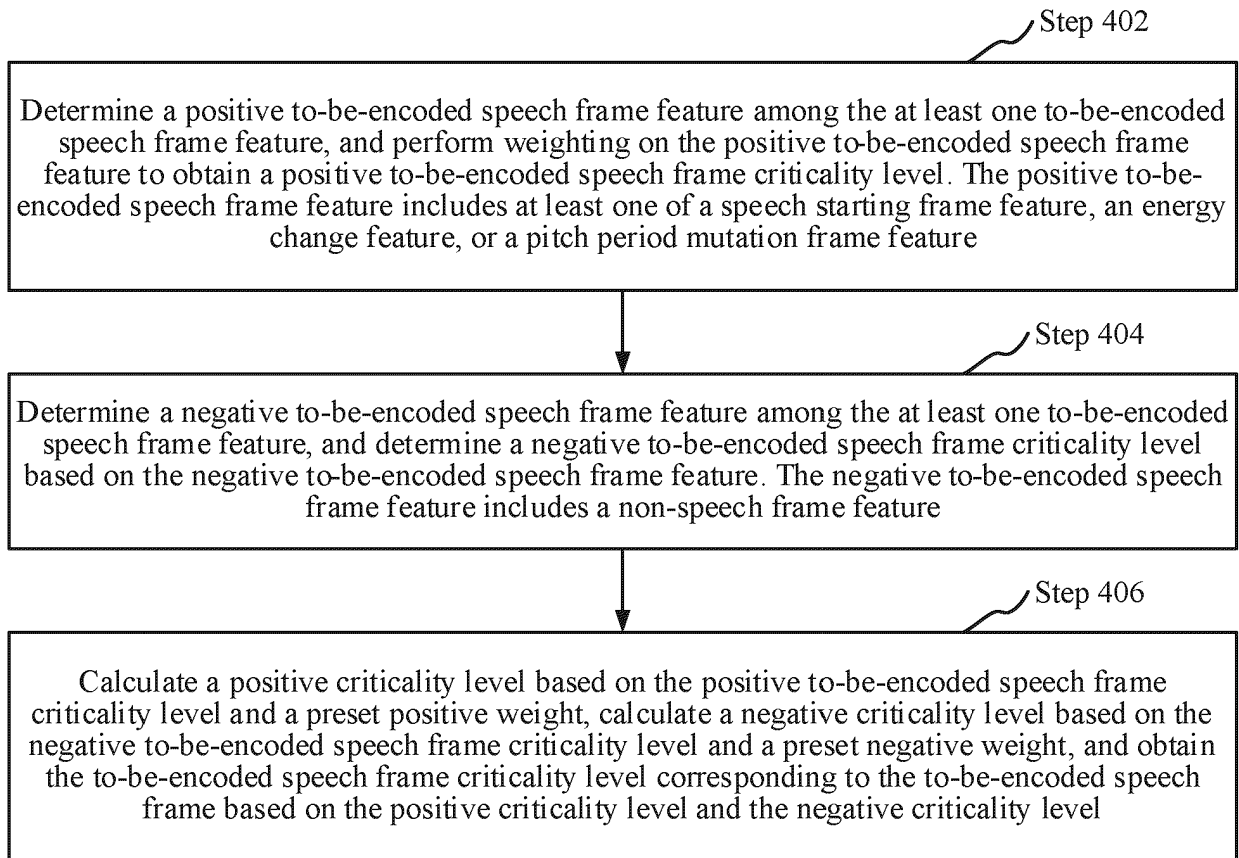 Step 402
Determine a positive to-be-encoded speech frame feature among the at least one to-be-encoded
speech frame feature, and perform weighting on the positive to-be-encoded speech frame
feature to obtain a positive to-be-encoded speech frame criticality level. The positive to-be-
encoded speech frame feature includes at least one of a speech starting frame feature, an energy
change feature, or a pitch period mutation frame feature
Step 404
Determine a negative to-be-encoded speech frame feature among the at least one to-be-encoded
speech frame feature, and determine a negative to-be-encoded speech frame criticality level
based on the negative to-be-encoded speech frame feature. The negative to-be-encoded speech
frame feature includes a non-speech frame feature
Step 406
Calculate a positive criticality level based on the positive to-be-encoded speech frame
criticality level and a preset positive weight, calculate a negative criticality level based on the
negative to-be-encoded speech frame criticality level and a preset negative weight, and obtain
the to-be-encoded speech frame criticality level corresponding to the to-be-encoded speech
frame based on the positive criticality level and the negative criticality level